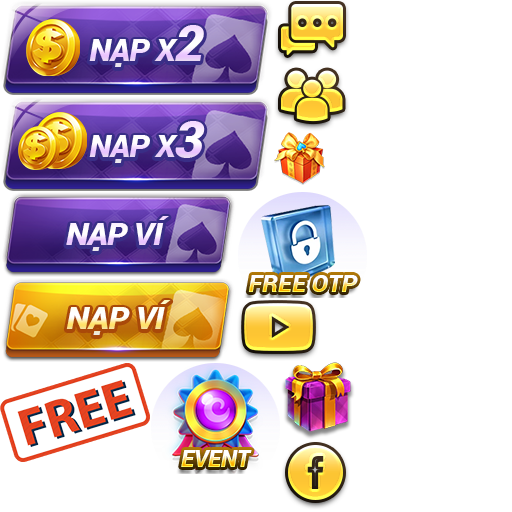 NẠP X2
NẠP X3
NẠP VÍ
FREE OTP
NẠP VÍ
FREE
EVENT
f